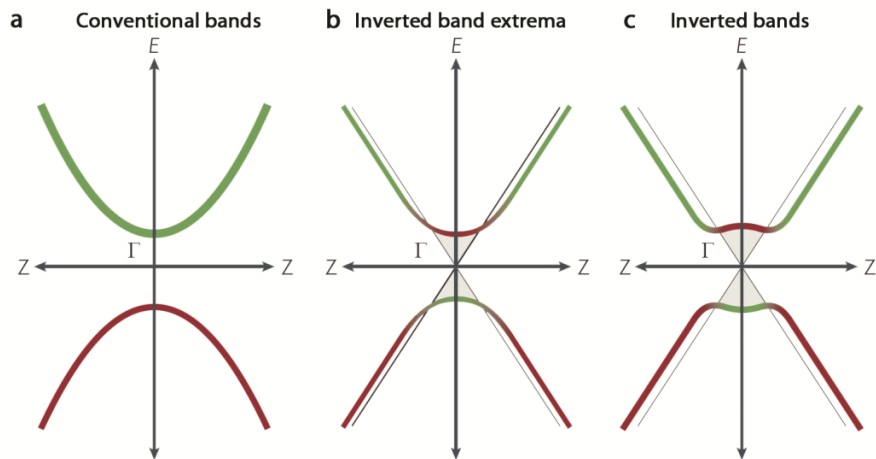 a Conventional bands
E
Γ
Z
Z
b Inverted band extrema
E
Γ
Z
Z
c Inverted bands
E
Γ
Z
Z